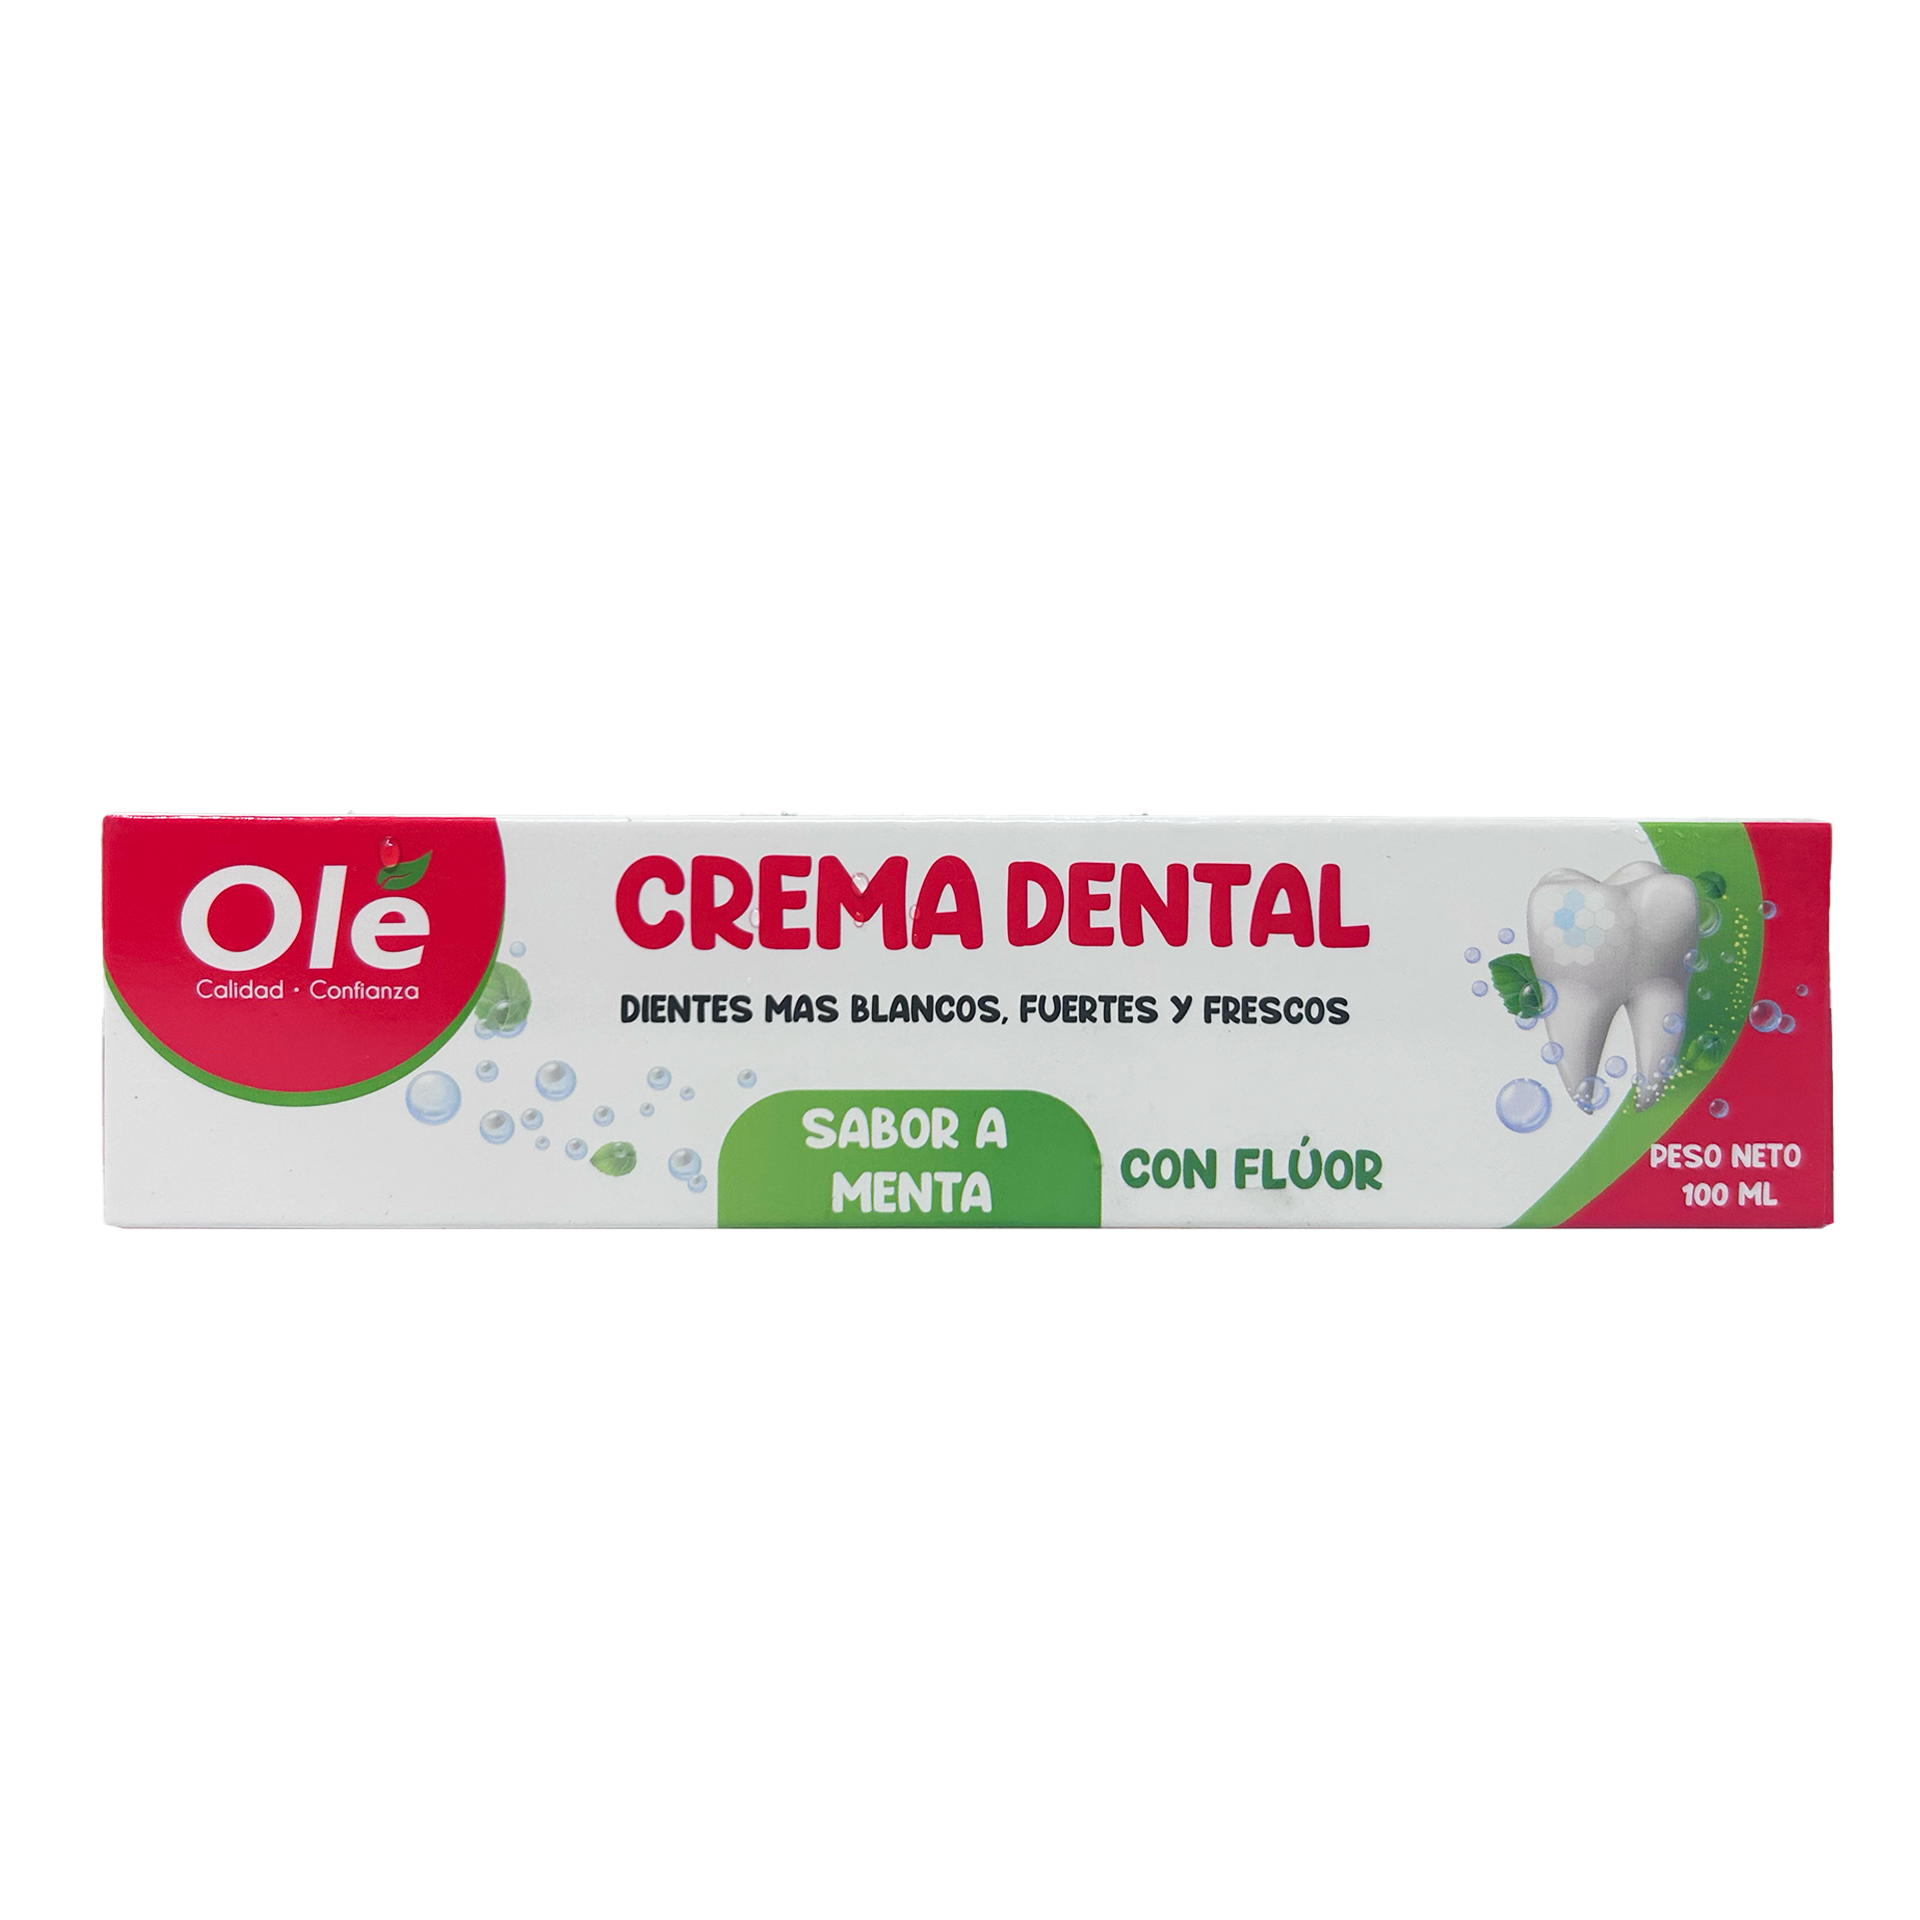 Olé
Calidad · Confianza
CREMA DENTAL
DIENTES MAS BLANCOS, FUERTES Y FRESCOS
SABOR A
MENTA
CON FLÚOR
PESO NETO
100 ML